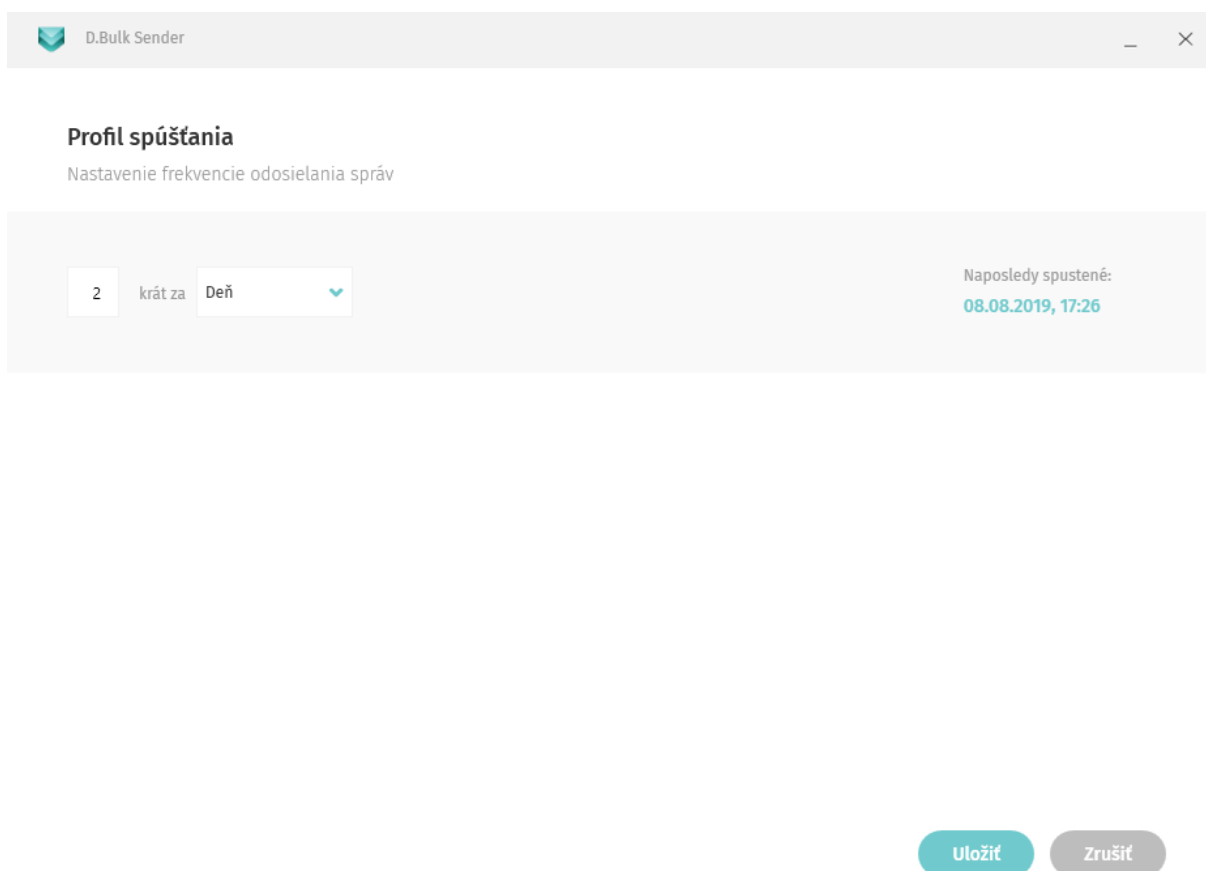 D.Bulk Sender
Profil spúšťania
Nastavenie frekvencie odosielania správ
2 krát za Deň
Naposledy spustené:
08.08.2019, 17:26
Uložiť Zrušiť